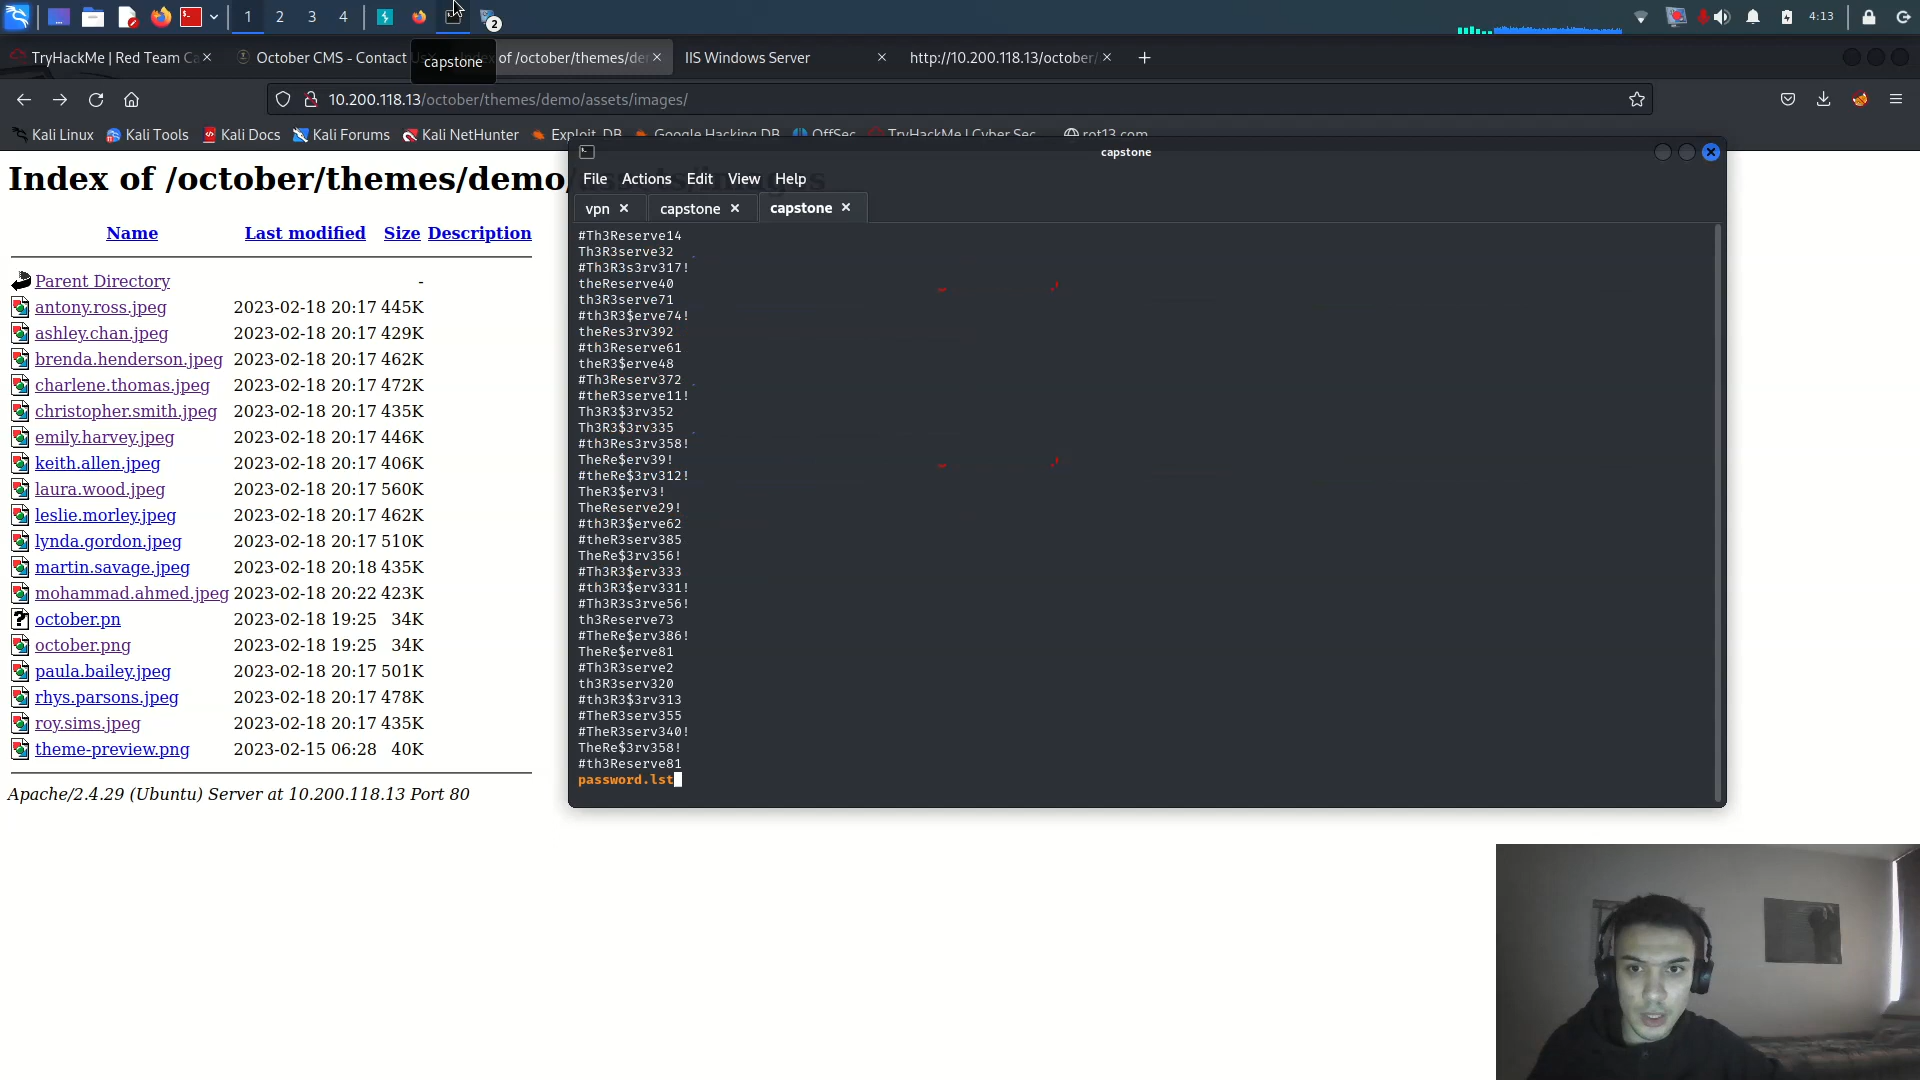 1 2 3 4
2
4:13
TryHackMe | Red Team Ca
October CMS - Contact U
of /october/themes/de
IIS Windows Server
http://10.200.118.13/october/
capstone
10.200.118.13/october/themes/demo/assets/images/
Kali Linux
Kali Tools
Kali Docs
Kali Forums
Kali NetHunter
Exploit-DB
Google Hacking DB
OffSec
TryHackMe | Cyber Sec
rot13.com
Index of /october/themes/demo/assets/images
Name Last modified Size Description
Parent Directory -
antony.ross.jpeg 2023-02-18 20:17 445K
ashley.chan.jpeg 2023-02-18 20:17 429K
brenda.henderson.jpeg 2023-02-18 20:17 462K
charlene.thomas.jpeg 2023-02-18 20:17 472K
christopher.smith.jpeg 2023-02-18 20:17 435K
emily.harvey.jpeg 2023-02-18 20:17 446K
keith.allen.jpeg 2023-02-18 20:17 406K
laura.wood.jpeg 2023-02-18 20:17 560K
leslie.morley.jpeg 2023-02-18 20:17 462K
lynda.gordon.jpeg 2023-02-18 20:17 510K
martin.savage.jpeg 2023-02-18 20:18 435K
mohammad.ahmed.jpeg 2023-02-18 20:22 423K
october.pn 2023-02-18 19:25 34K
october.png 2023-02-18 19:25 34K
paula.bailey.jpeg 2023-02-18 20:17 501K
rhys.parsons.jpeg 2023-02-18 20:17 478K
roy.sims.jpeg 2023-02-18 20:17 435K
theme-preview.png 2023-02-15 06:28 40K
Apache/2.4.29 (Ubuntu) Server at 10.200.118.13 Port 80
capstone
File Actions Edit View Help
vpn capstone capstone
#Th3Reserve14
Th3R3serve32
#Th3R3s3rv317!
theReserve40
th3R3serve71
#th3R3$erve74!
theRes3rv392
#th3Reserve61
theR3$erve48
#Th3Reserv372
#theR3serve11!
Th3R3$3rv352
Th3R3$3rv335
#th3Res3rv358!
TheRe$erv39!
#theRe$3rv312!
TheR3$erv3!
TheReserve29!
#th3R3$erve62
#theR3serv385
TheRe$3rv356!
#Th3R3$erv333
#th3R3$erv331!
#Th3R3s3rve56!
th3Reserve73
#TheRe$erv386!
TheRe$erve81
#Th3R3serve2
th3R3serv320
#th3R3$3rv313
#TheR3serv355
#TheR3serv340!
TheRe$3rv358!
#th3Reserve81
password.lst